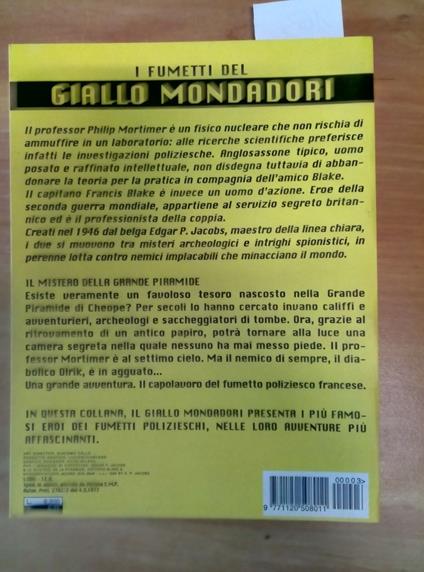 I FUMETTI DEL
GIALLO MONDADORI
Il professor Philip Mortimer è un fisico nucleare che non rischia di
ammuffire in un laboratorio: alle ricerche scientifiche preferisce
infatti le investigazioni poliziesche. Anglosassone tipico, uomo
posato e raffinato intellettuale, non disdegna tuttavia di abban-
donare la teoria per la pratica in compagnia dell'amico Blake.
Il capitano Francis Blake è invece un uomo d'azione. Eroe della
seconda guerra mondiale, appartiene al servizio segreto britan-
nico ed è il professionista della coppia.
Creati nel 1946 dal belga Edgar P. Jacobs, maestro della linea chiara,
i due si muovono tra misteri archeologici e intrighi spionistici, in
perenne lotta contro nemici implacabili che minacciano il mondo.
IL MISTERO DELLA GRANDE PIRAMIDE
Esiste veramente un favoloso tesoro nascosto nella Grande
Piramide di Cheope? Per secoli lo hanno cercato invano califfi e
avventurieri, archeologi e saccheggiatori di tombe. Ora, grazie al
ritrovamento di un antico papiro, potrà tornare alla luce una
camera segreta nella quale nessuno ha mai messo piede. Il pro-
fessor Mortimer è al settimo cielo. Ma il nemico di sempre, il dia-
bolico Olrik, è in agguato...
Una grande avventura. Il capolavoro del fumetto poliziesco francese.
IN QUESTA COLLANA, IL GIALLO MONDADORI PRESENTA I PIÙ FAMO-
SI EROI DEI FUMETTI POLIZIESCHI, NELLE LORO AVVENTURE PIÙ
AFFASCINANTI.
00003>
9 771120 508011 >